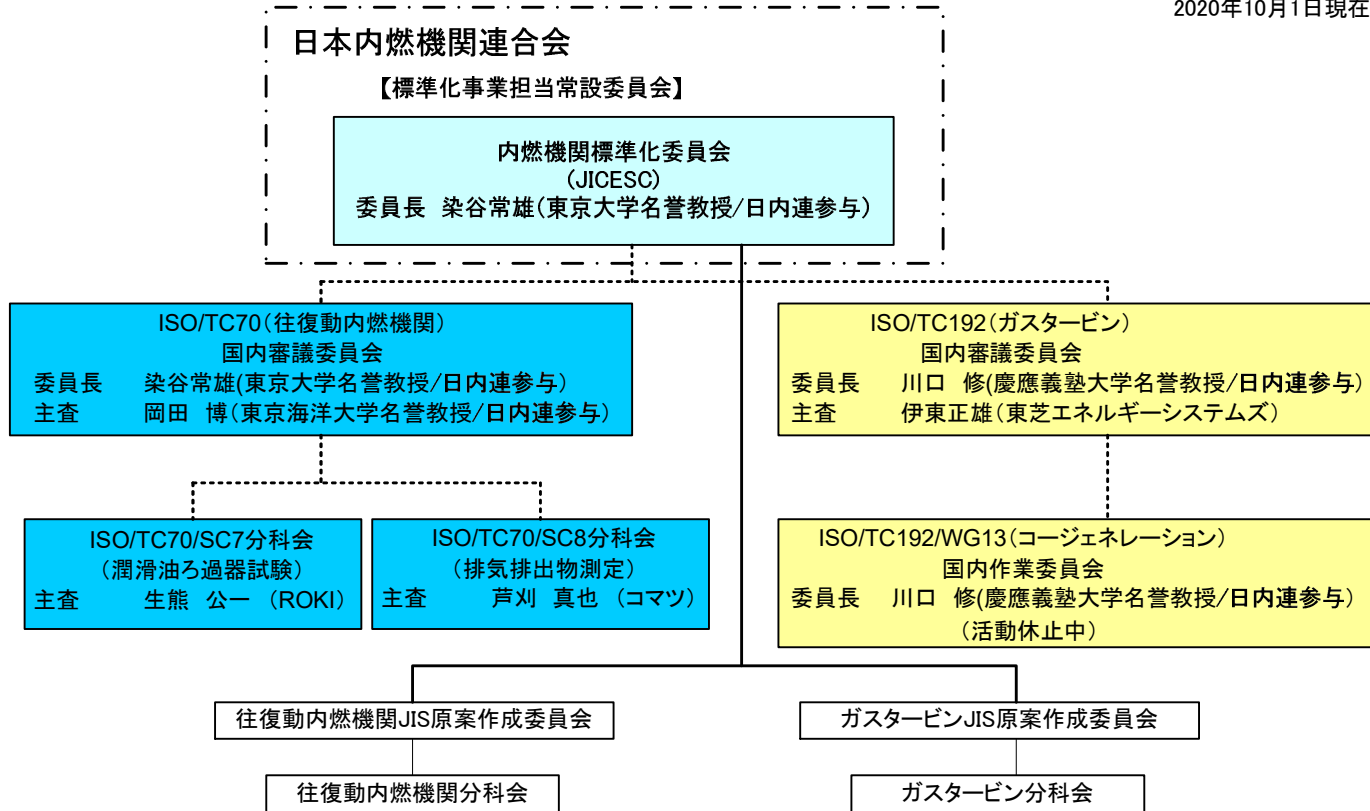 2020年10月1日現在
日本内燃機関連合会
【標準化事業担当常設委員会】
内燃機関標準化委員会
(JICESC)
委員長 染谷常雄(東京大学名誉教授/日内連参与)
ISO/TC70(往復動内燃機関)
国内審議委員会
委員長 染谷常雄(東京大学名誉教授/日内連参与)
主査 岡田 博(東京海洋大学名誉教授/日内連参与)
ISO/TC192(ガスタービン)
国内審議委員会
委員長 川口 修(慶應義塾大学名誉教授/日内連参与)
主査 伊東正雄(東芝エネルギーシステムズ)
ISO/TC70/SC7分科会
(潤滑油ろ過器試験)
主査 生熊 公一 (ROKI)
ISO/TC70/SC8分科会
(排気排出物測定)
主査 芦刈 真也 (コマツ)
ISO/TC192/WG13(コージェネレーション)
国内作業委員会
委員長 川口 修(慶應義塾大学名誉教授/日内連参与)
(活動休止中)
往復動内燃機関JIS原案作成委員会
ガスタービンJIS原案作成委員会
往復動内燃機関分科会
ガスタービン分科会